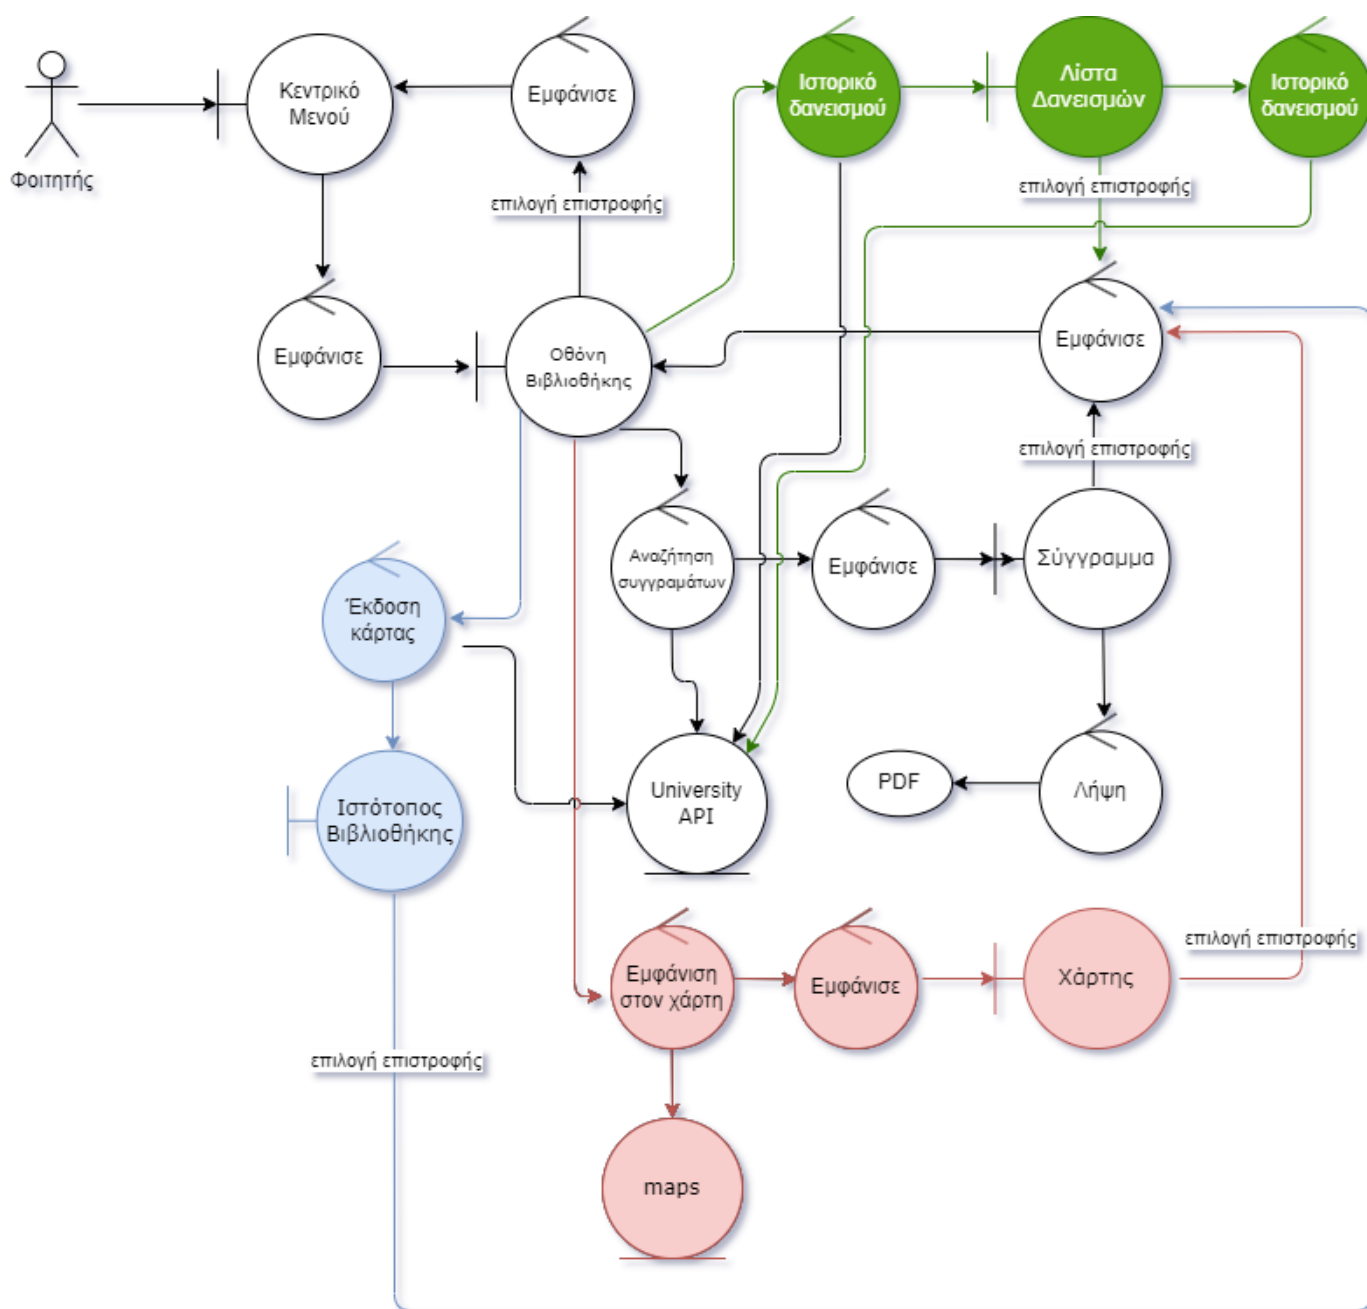 Κεντρικό
Μενού
Εμφάνισε
Ιστορικό
δανεισμού
Λίστα
Δανεισμών
Ιστορικό
δανεισμού
Φοιτητής
επιλογή επιστροφής
επιλογή επιστροφής
Εμφάνισε
Οθόνη
Βιβλιοθήκης
Εμφάνισε
επιλογή επιστροφής
Αναζήτηση
συγγραμάτων
Εμφάνισε
Σύγγραμμα
Έκδοση
κάρτας
University
API
PDF
Λήψη
Ιστότοπος
Βιβλιοθήκης
επιλογή επιστροφής
Εμφάνιση
στον χάρτη
Εμφάνισε
Χάρτης
επιλογή επιστροφής
maps